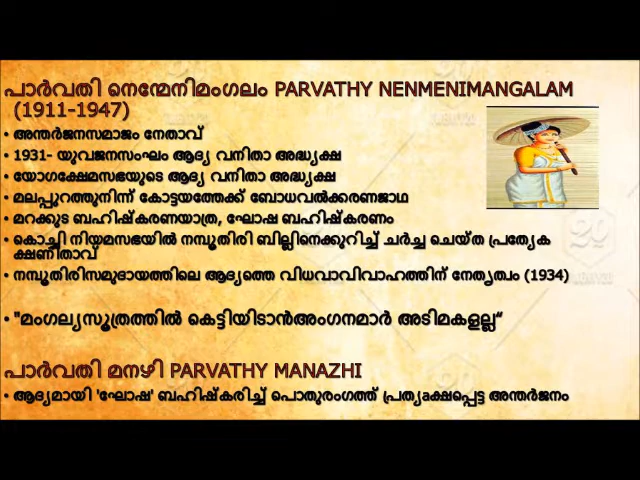 പാർവതി നെന്മേനിമംഗലം PARVATHY NENMENIMANGALAM
(1911-1947)
• അന്തർജനസമാജം നേതാവ്
• 1931- യുവജനസംഘം ആദ്യ വനിതാ അദ്ധ്യക്ഷ
• യോഗക്ഷേമസഭയുടെ ആദ്യ വനിതാ അദ്ധ്യക്ഷ
• മലപ്പുറത്തുനിന്ന് കോട്ടയത്തേക്ക് ബോധവൽക്കരണജാഥ
• മറക്കുട ബഹിഷ്കരണയാത്ര, ഘോഷ ബഹിഷ്കരണം
• കൊച്ചി നിയമസഭയിൽ നമ്പൂതിരി ബില്ലിനെക്കുറിച്ച് ചർച്ച ചെയ്ത പ്രത്യേക
ക്ഷണിതാവ്
• നമ്പൂതിരിസമുദായത്തിലെ ആദ്യത്തെ വിധവാവിവാഹത്തിന് നേതൃത്വം (1934)
• "മംഗല്യസൂത്രത്തിൽ കെട്ടിയിടാൻഅംഗനമാർ അടിമകളല്ല“
പാർവതി മനഴി PARVATHY MANAZHI
• ആദ്യമായി 'ഘോഷ' ബഹിഷ്കരിച്ച് പൊതുരംഗത്ത് പ്രത്യaക്ഷപ്പെട്ട അന്തർജനം